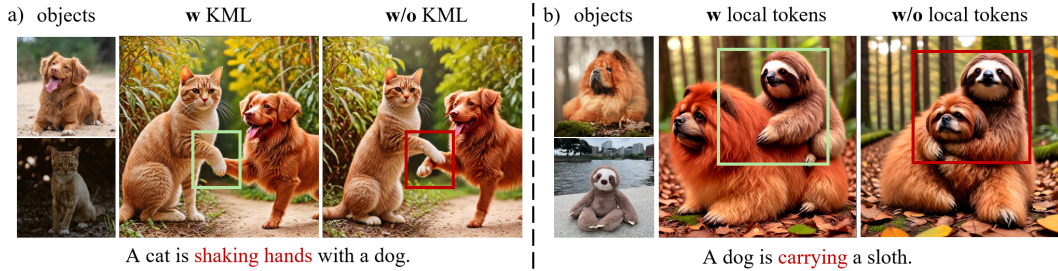 a) objects w KML w/o KML
A cat is shaking hands with a dog.
b) objects w local tokens w/o local tokens
A dog is carrying a sloth.